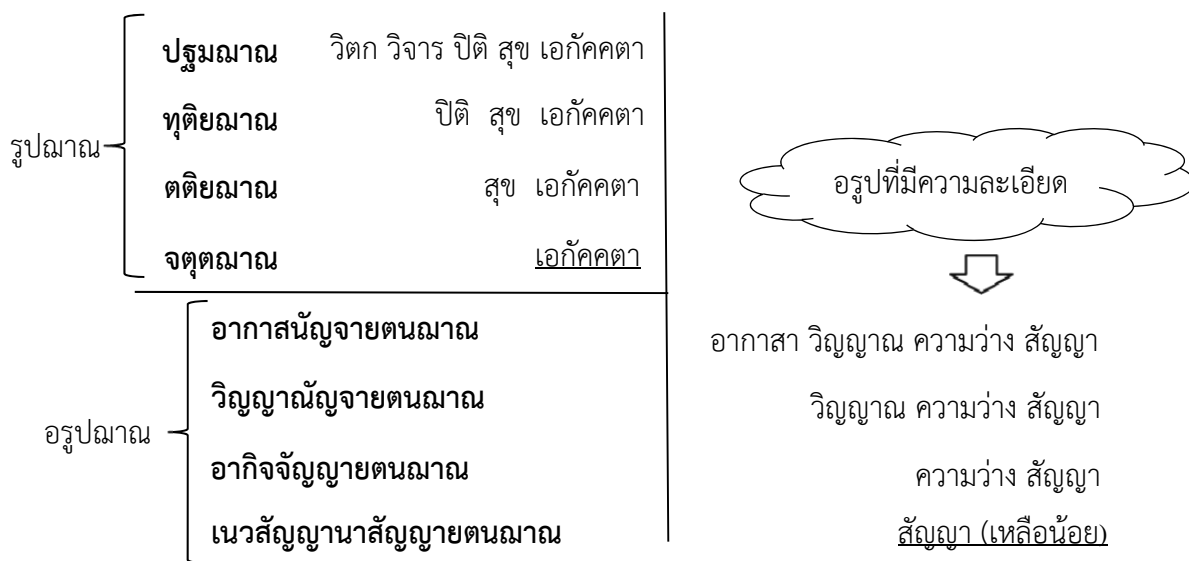 ปฐมฌาณ วิตก วิจาร ปิติ สุข เอกัคคตา
ทุติยฌาณ ปิติ สุข เอกัคคตา
รูปฌาณ
ตติยฌาณ สุข เอกัคคตา
จตุตฌาณ เอกัคคตา
อรูปที่มีความละเอียด
อากาสนัญจายตนฌาณ อากาสา วิญญาณ ความว่าง สัญญา
วิญญาณัญจายตนฌาณ วิญญาณ ความว่าง สัญญา
อรูปฌาณ
อากิจจัญญายตนฌาณ ความว่าง สัญญา
เนวสัญญานาสัญญายตนฌาณ สัญญา (เหลือน้อย)